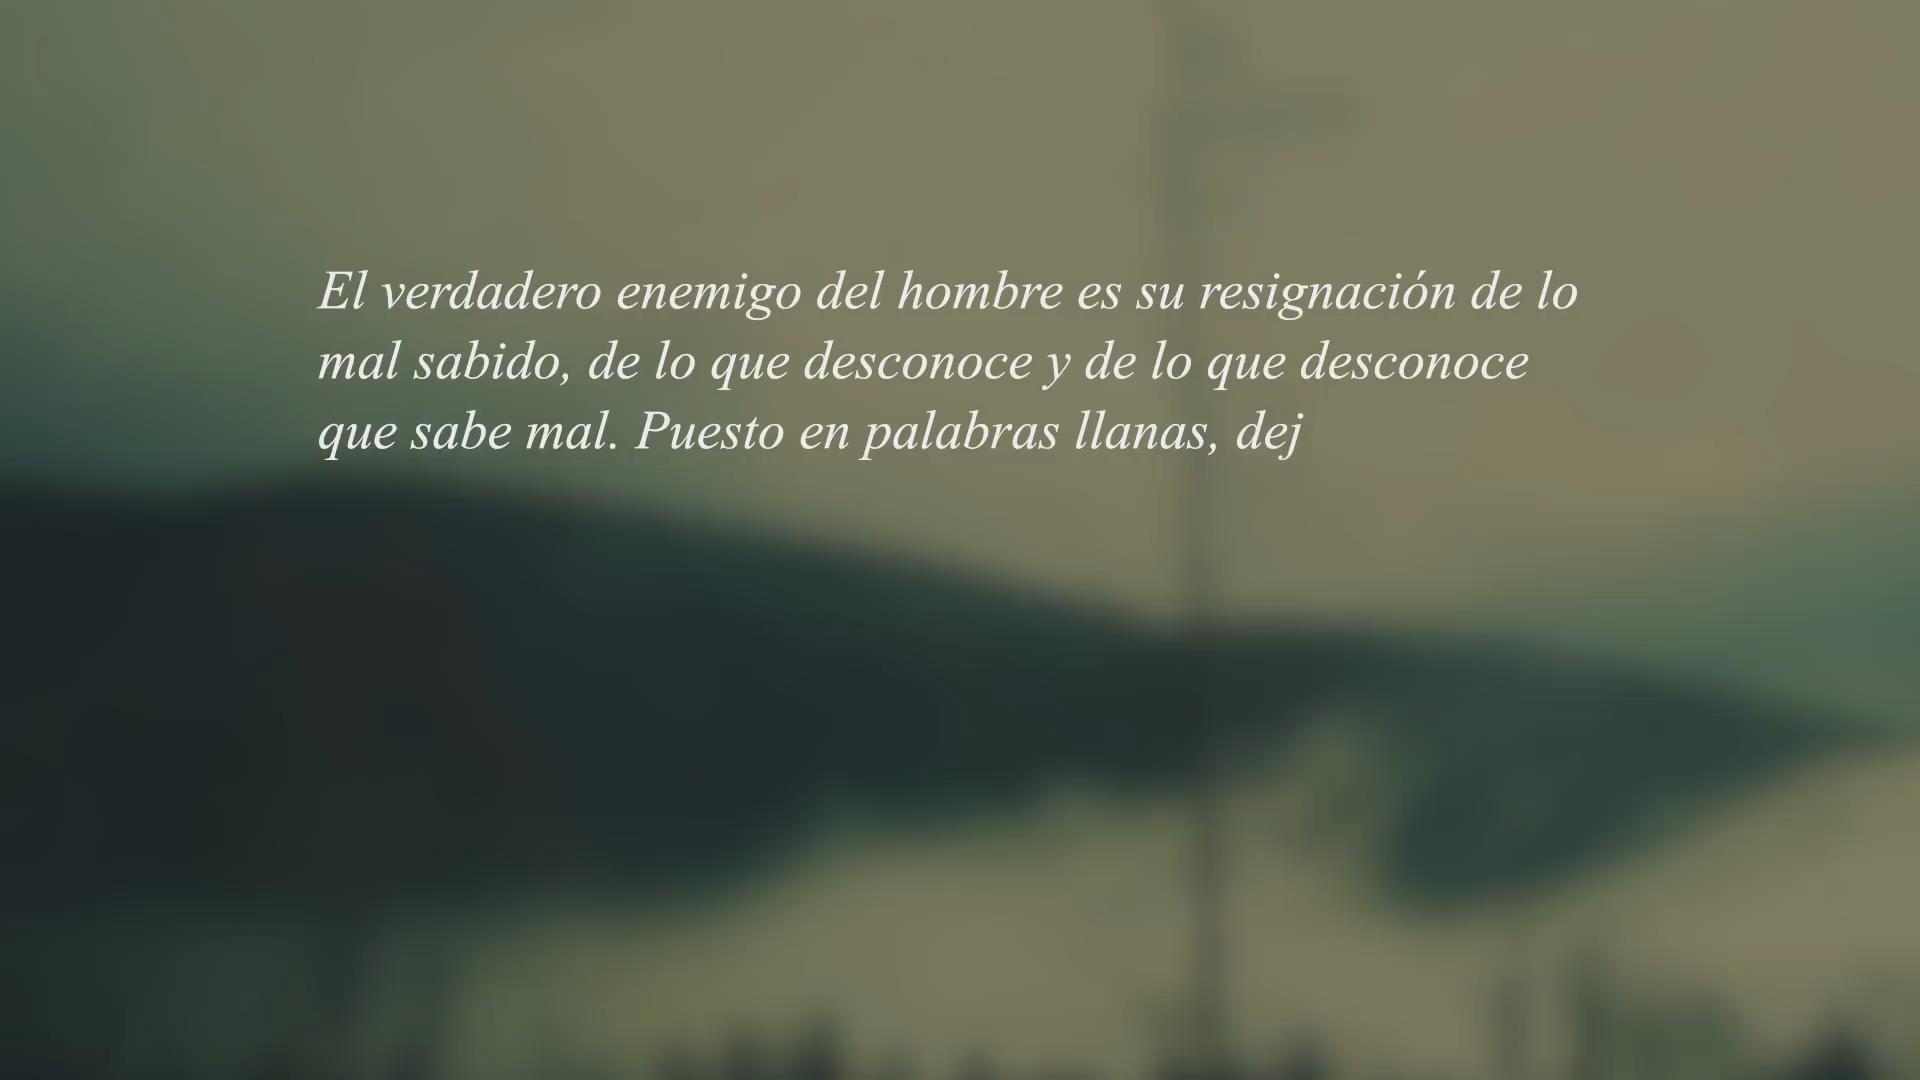 El verdadero enemigo del hombre es su resignación de lo
mal sabido, de lo que desconoce y de lo que desconoce
que sabe mal. Puesto en palabras llanas, dej